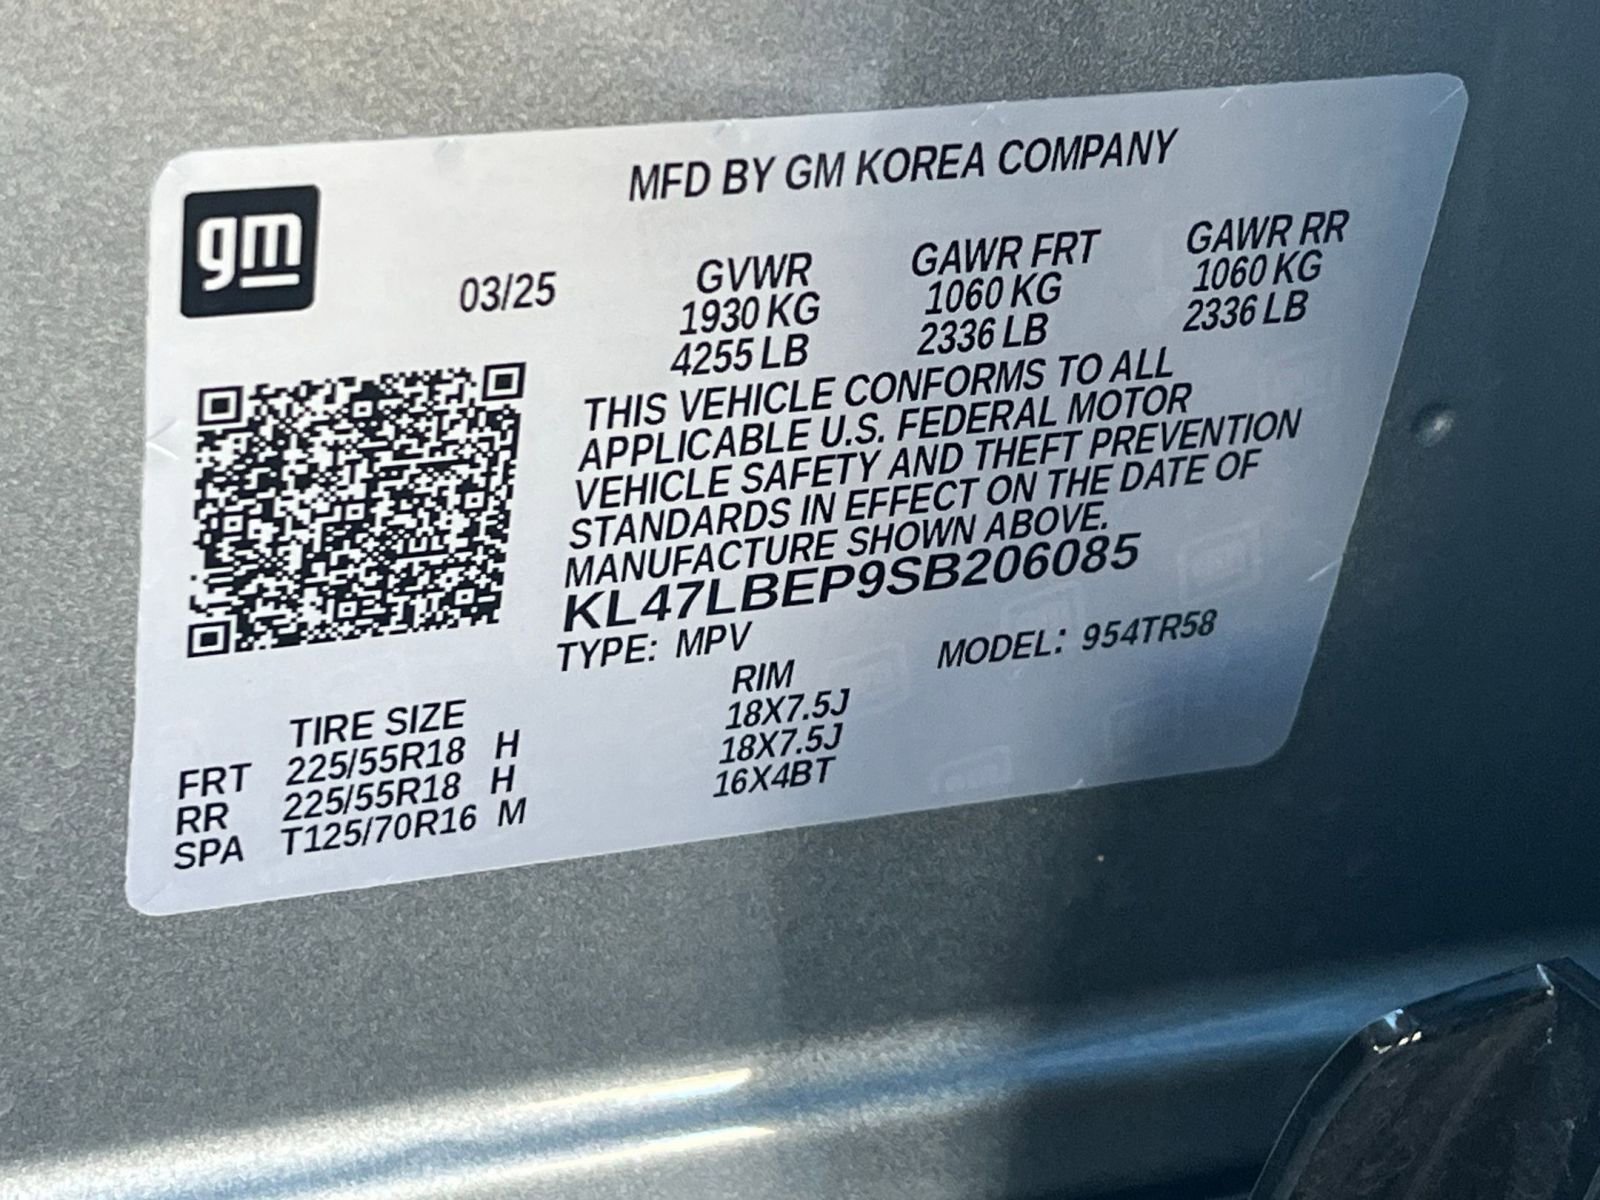 gm
MFD BY GM KOREA COMPANY
03/25
GVWR GAWR FRT GAWR RR
1930 KG 1060 KG 1060 KG
4255 LB 2336 LB 2336 LB
THIS VEHICLE CONFORMS TO ALL
APPLICABLE U.S. FEDERAL MOTOR
VEHICLE SAFETY AND THEFT PREVENTION
STANDARDS IN EFFECT ON THE DATE OF
MANUFACTURE SHOWN ABOVE.
KL47LBEP9SB206085
TYPE: MPV MODEL: 954TR58
TIRE SIZE RIM
FRT 225/55R18 H 18X7.5J
RR 225/55R18 H 18X7.5J
SPA T125/70R16 M 16X4BT